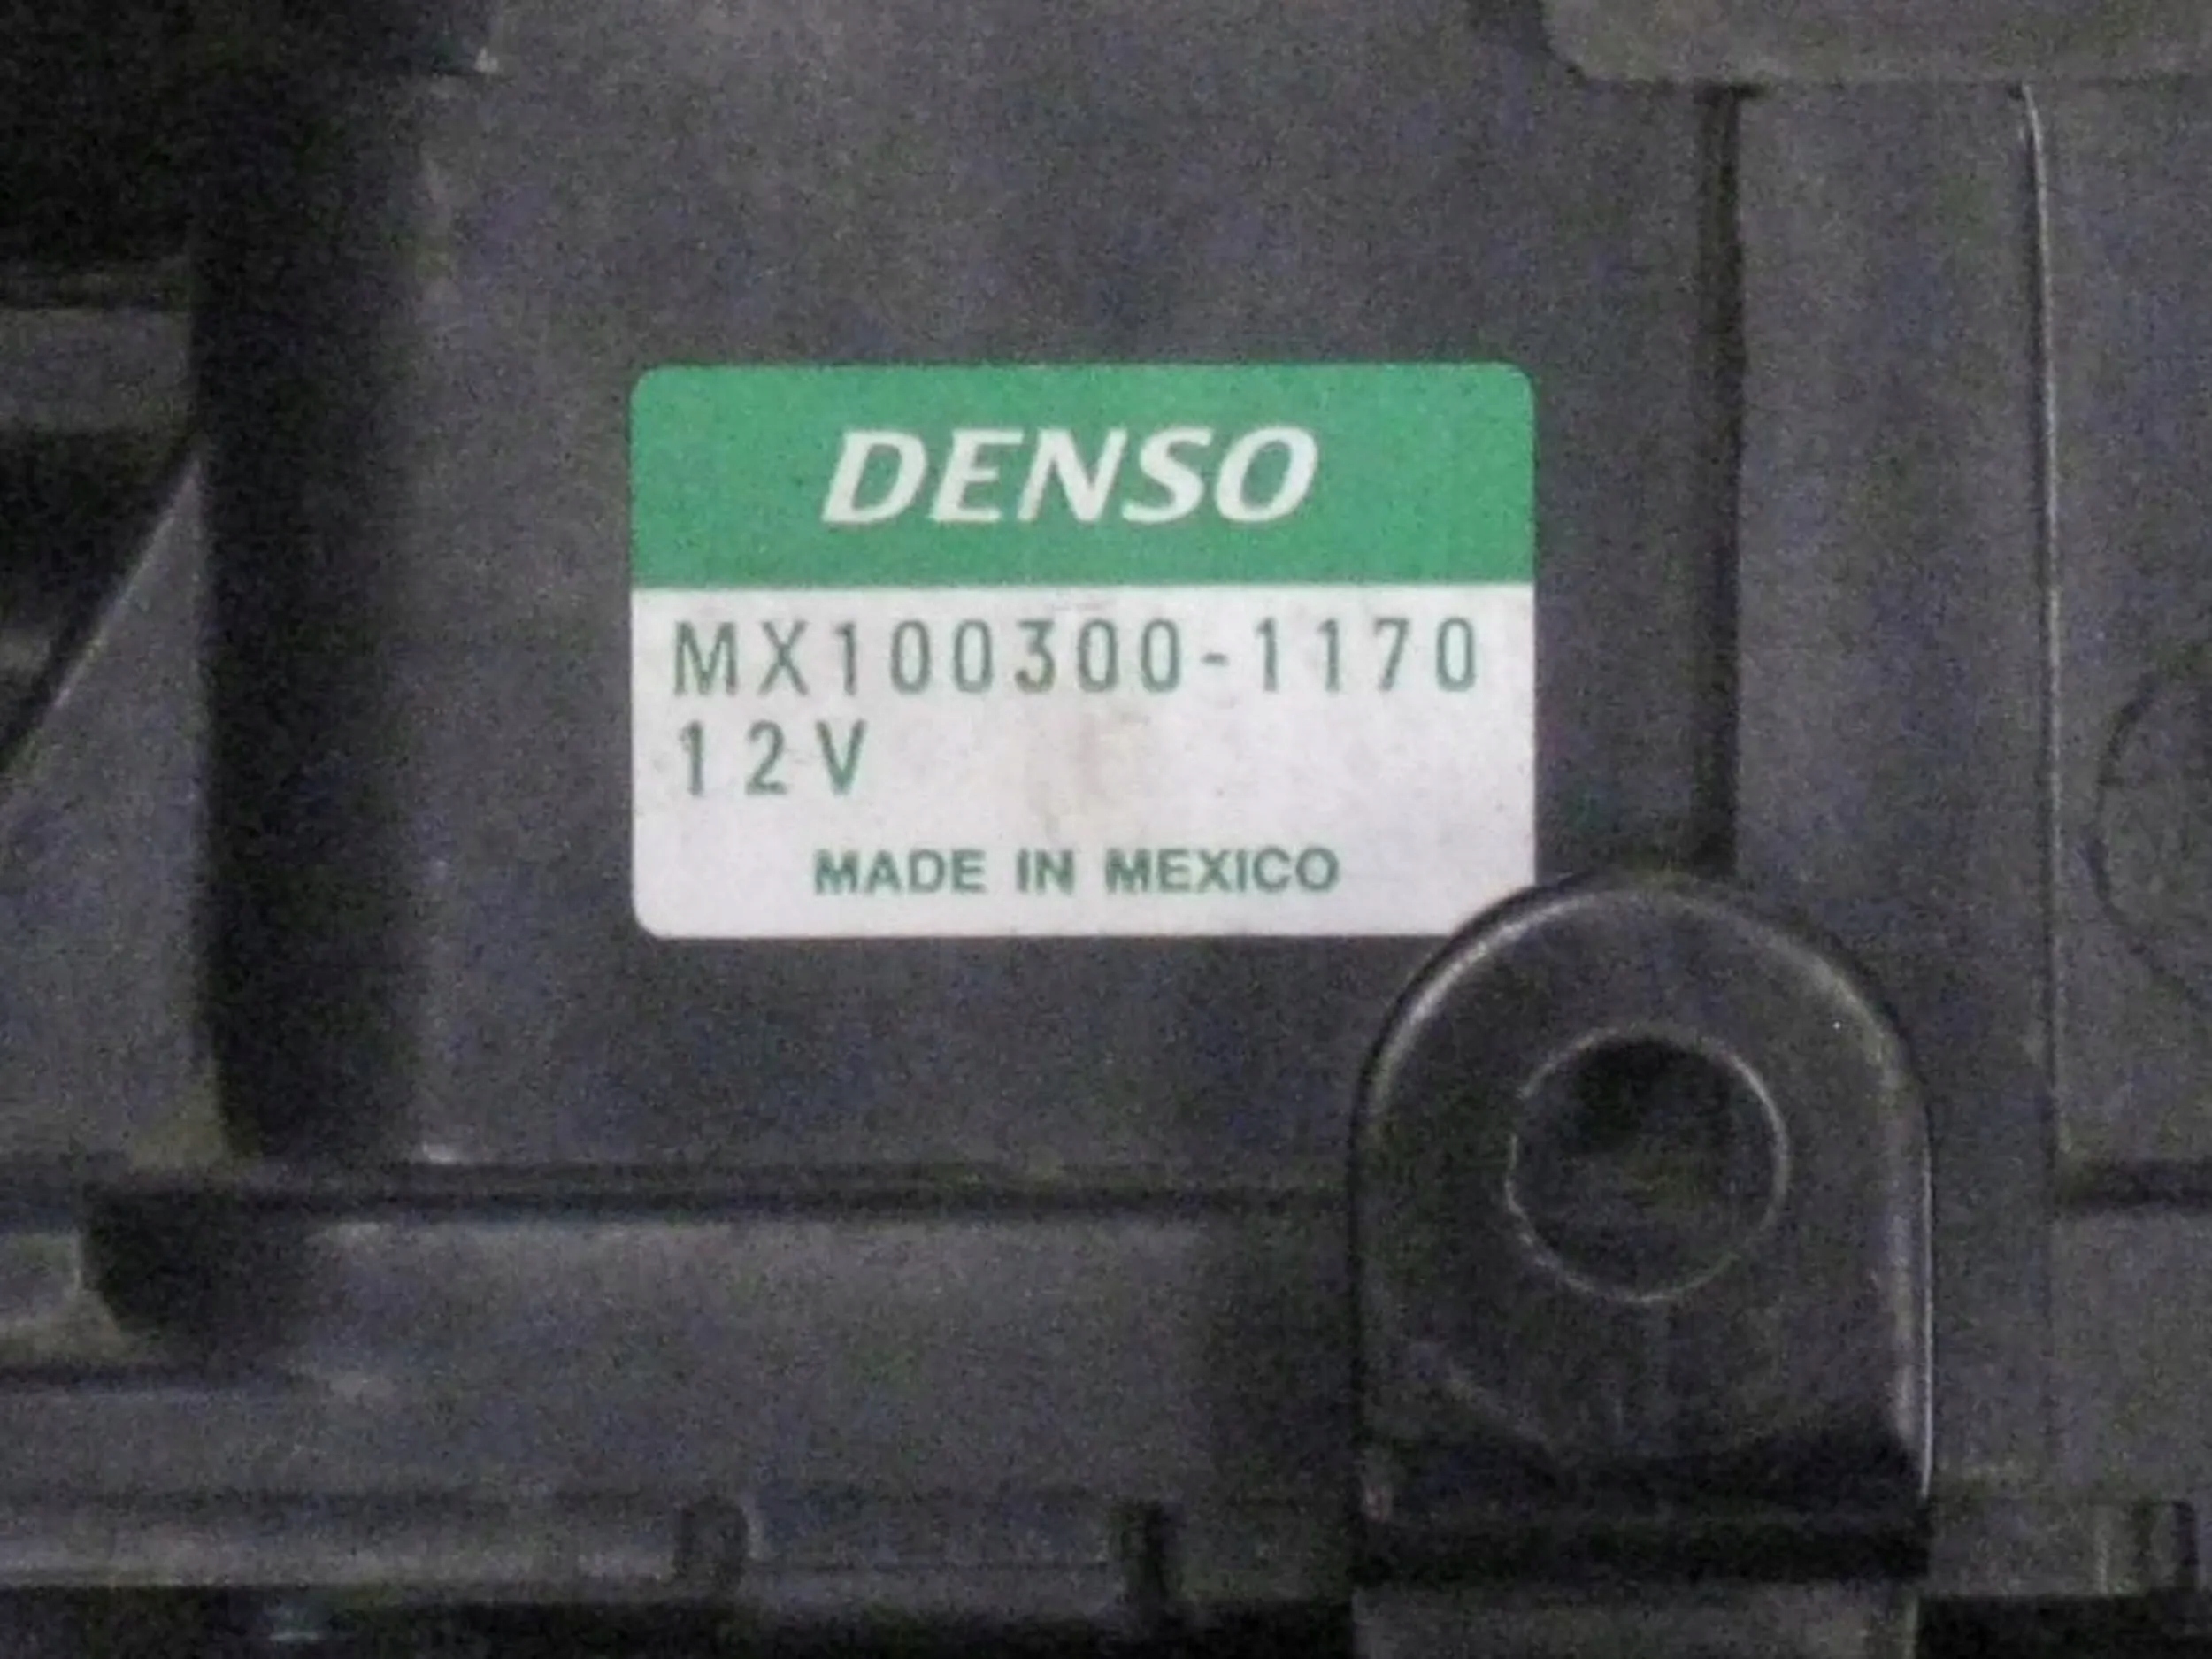 DENSO
MX100300-1170
12V
MADE IN MEXICO